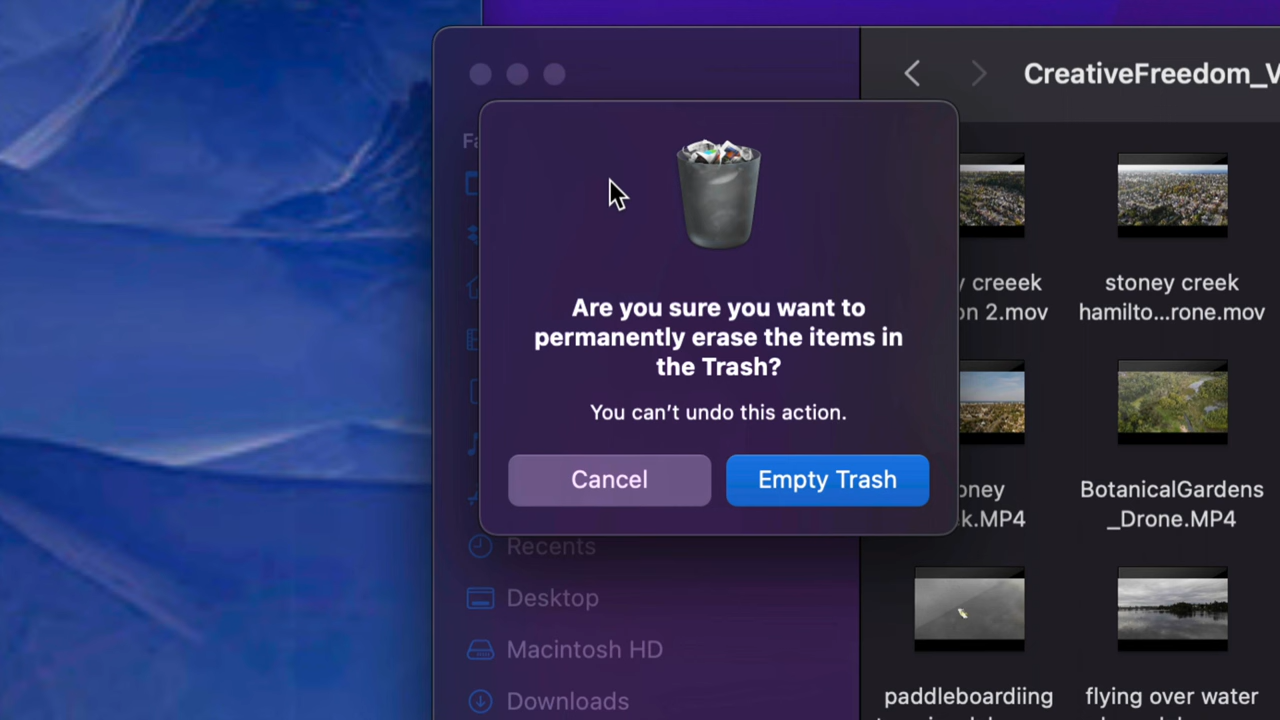 CreativeFreedom_V
Fa
Are you sure you want to
permanently erase the items in
the Trash?
You can't undo this action.
Cancel
Empty Trash
Recents
Desktop
Macintosh HD
Downloads
y creeek
on 2.mov
stoney creek
hamilto...rone.mov
oney
k.MP4
BotanicalGardens
_Drone.MP4
paddleboardiing
flying over water